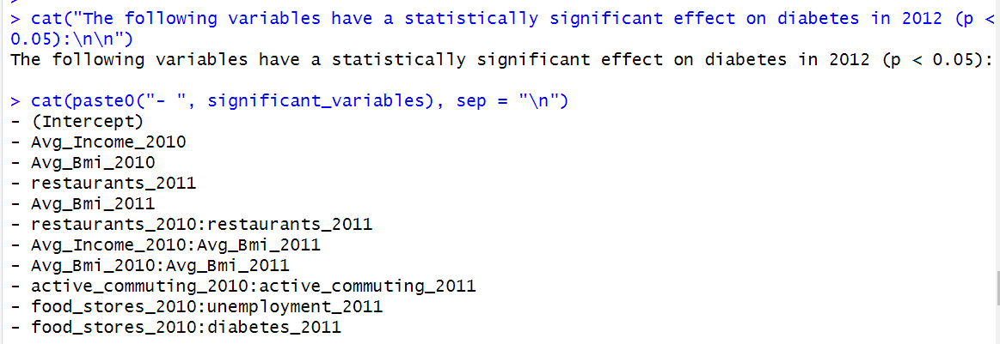 > cat("The following variables have a statistically significant effect on diabetes in 2012 (p <
0.05):\n\n")
The following variables have a statistically significant effect on diabetes in 2012 (p < 0.05):
> cat(paste0("- ", significant_variables), sep = "\n")
- (Intercept)
- Avg_Income_2010
- Avg_Bmi_2010
- restaurants_2011
- Avg_Bmi_2011
- restaurants_2010:restaurants_2011
- Avg_Income_2010:Avg_Bmi_2011
- Avg_Bmi_2010:Avg_Bmi_2011
- active_commuting_2010:active_commuting_2011
- food_stores_2010:unemployment_2011
- food_stores_2010:diabetes_2011